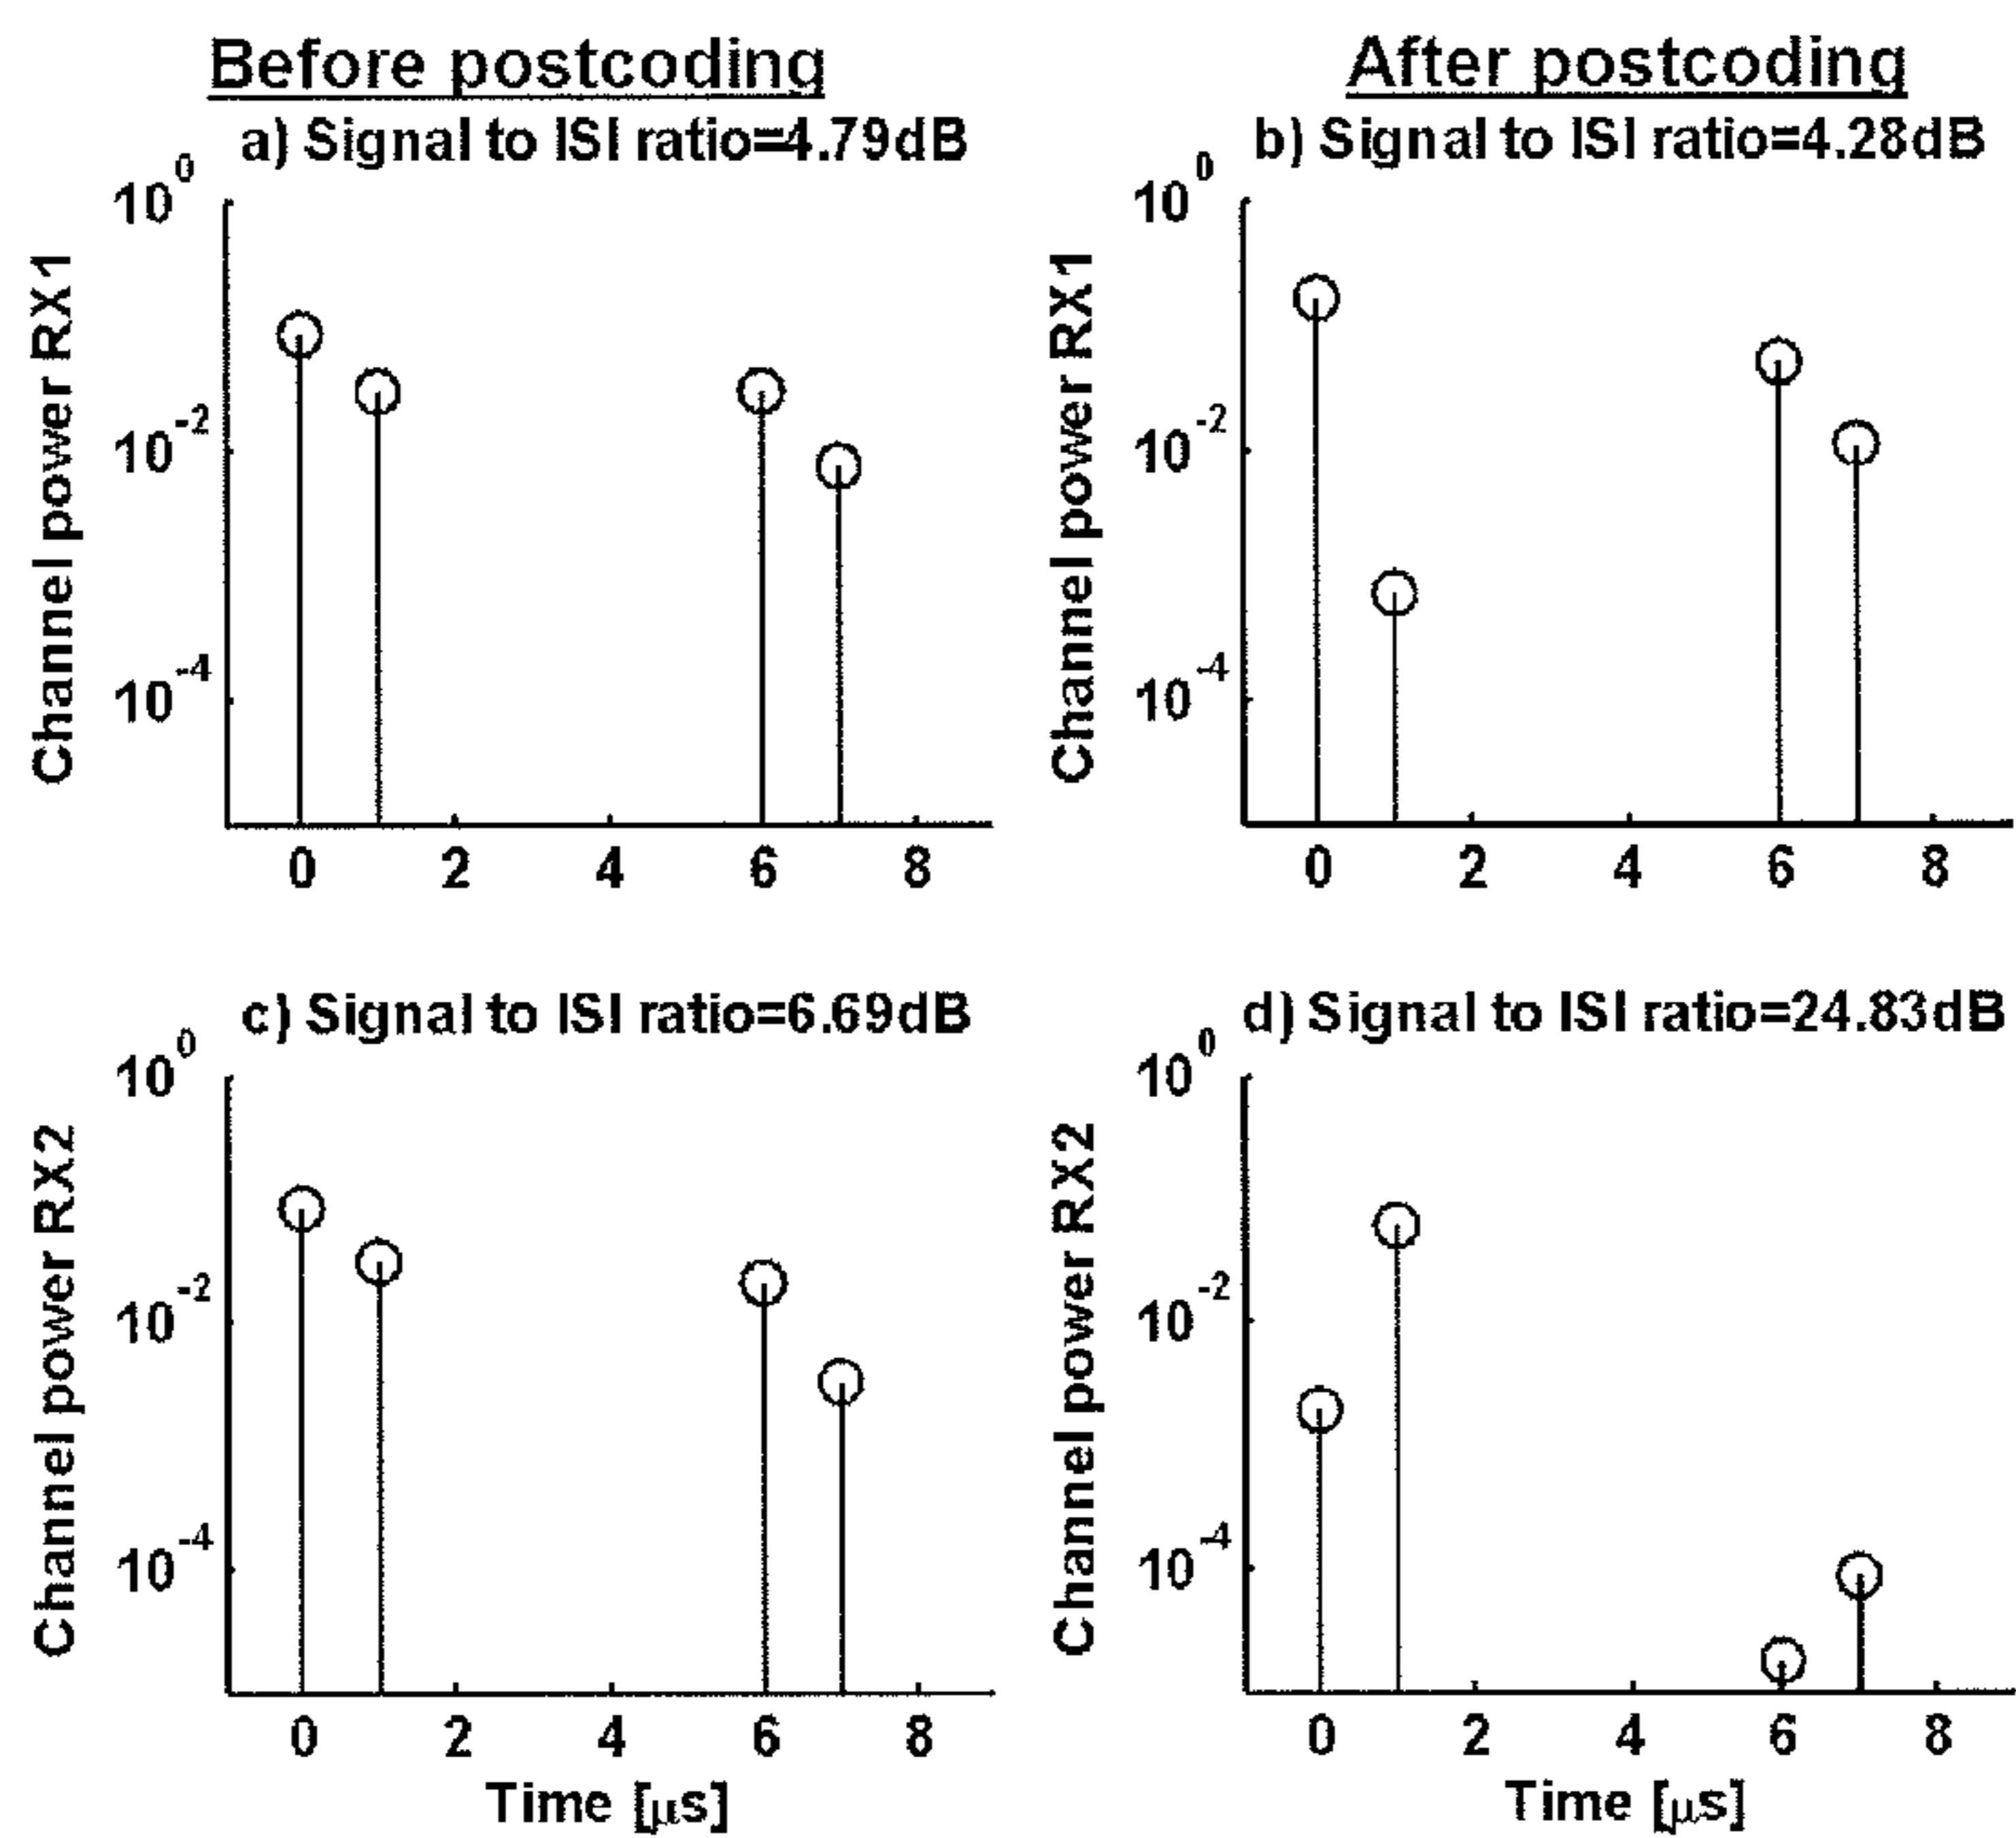 Before postcoding
After postcoding
a) Signal to ISI ratio=4.79dB
10^0
10^-2
10^-4
Channel power RX1
0 2 4 6 8
b) Signal to ISI ratio=4.28dB
10^0
10^-2
10^-4
Channel power RX1
0 2 4 6 8
c) Signal to ISI ratio=6.69dB
10^0
10^-2
10^-4
Channel power RX2
0 2 4 6 8
Time [μs]
d) Signal to ISI ratio=24.83dB
10^0
10^-2
10^-4
Channel power RX2
0 2 4 6 8
Time [μs]